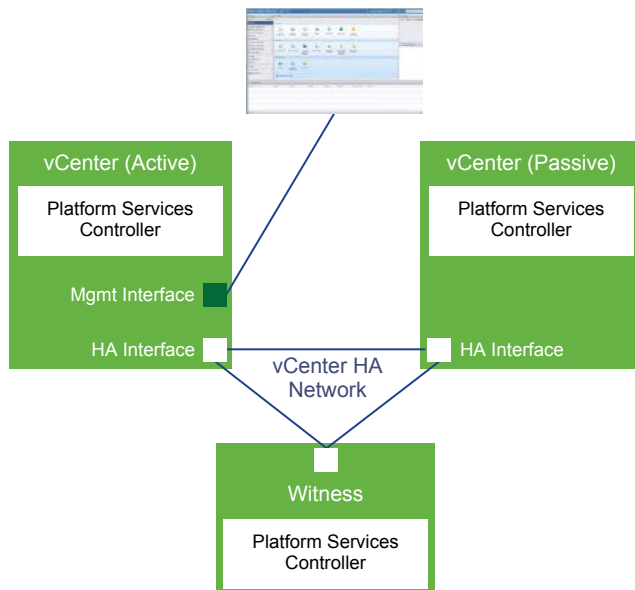 vCenter (Active)
Platform Services
Controller
Mgmt Interface
HA Interface
vCenter (Passive)
Platform Services
Controller
HA Interface
vCenter HA
Network
Witness
Platform Services
Controller